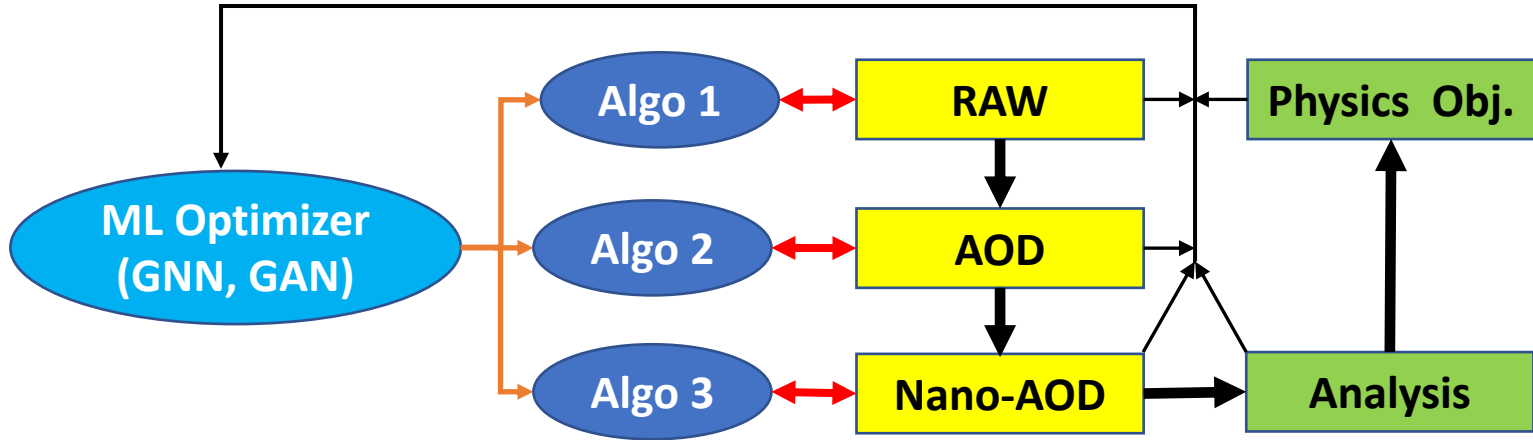 Algo 1
RAW
Physics Obj.
ML Optimizer
(GNN, GAN)
Algo 2
AOD
Algo 3
Nano-AOD
Analysis